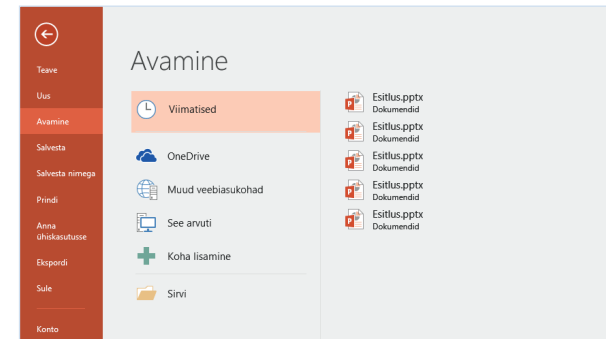 Teave
Uus
Avamine
Salvesta
Salvesta nimega
Prindi
Anna
ühiskasutusse
Ekspordi
Sule
Konto
Avamine
Viimatised
OneDrive
Muud veebiasukohad
See arvuti
Koha lisamine
Sirvi
Esitlus.pptx
Dokumendid
Esitlus.pptx
Dokumendid
Esitlus.pptx
Dokumendid
Esitlus.pptx
Dokumendid
Esitlus.pptx
Dokumendid